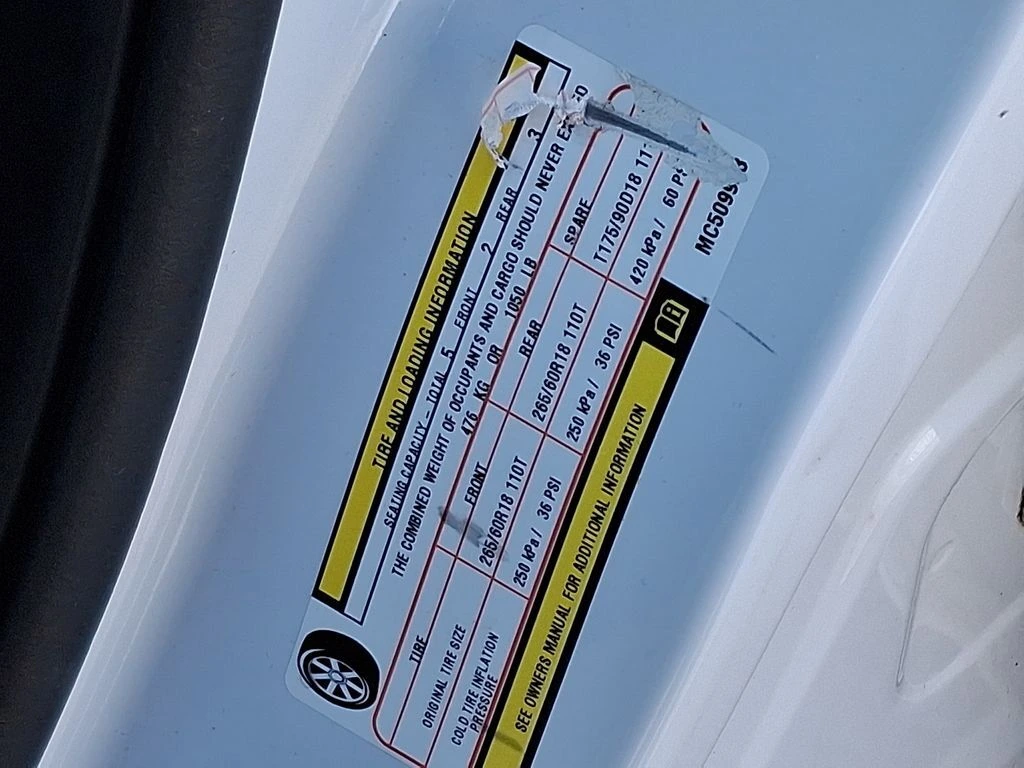 TIRE AND LOADING INFORMATION
SEATING CAPACITY – TOTAL 5 FRONT 2 REAR 3
THE COMBINED WEIGHT OF OCCUPANTS AND CARGO SHOULD NEVER
476 KG OR 1050 LB
TIRE FRONT REAR SPARE
ORIGINAL TIRE SIZE 265/60R18 110T 265/60R18 110T T175/90D18
COLD TIRE INFLATION PRESSURE 250 kPa / 36 PSI 250 kPa / 36 PSI 420 kPa / 60
SEE OWNERS MANUAL FOR ADDITIONAL INFORMATION